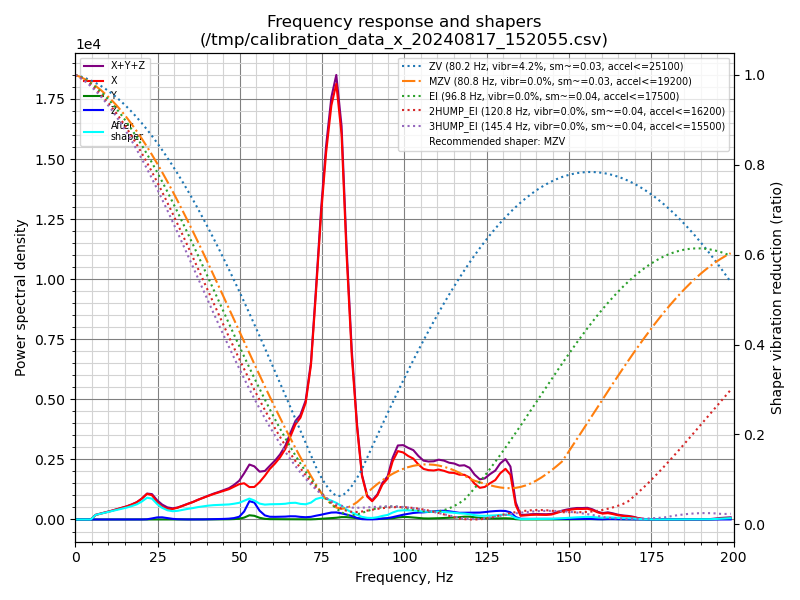 Frequency response and shapers
(/tmp/calibration_data_x_20240817_152055.csv)
1e4
X+Y+Z
X
Y
Z
After
shaper
ZV (80.2 Hz, vibr=4.2%, sm~=0.03, accel<=25100)
MZV (80.8 Hz, vibr=0.0%, sm~=0.03, accel<=19200)
EI (96.8 Hz, vibr=0.0%, sm~=0.04, accel<=17500)
2HUMP_EI (120.8 Hz, vibr=0.0%, sm~=0.04, accel<=16200)
3HUMP_EI (145.4 Hz, vibr=0.0%, sm~=0.04, accel<=15500)
Recommended shaper: MZV
Power spectral density
1.75
1.50
1.25
1.00
0.75
0.50
0.25
0.00
1.0
0.8
0.6
0.4
0.2
0.0
Shaper vibration reduction (ratio)
0 25 50 75 100 125 150 175 200
Frequency, Hz